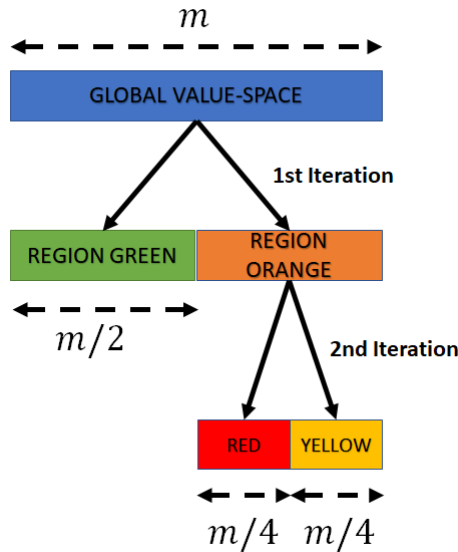 m
GLOBAL VALUE-SPACE
1st Iteration
REGION GREEN
REGION
ORANGE
m/2
2nd Iteration
RED
YELLOW
m/4
m/4